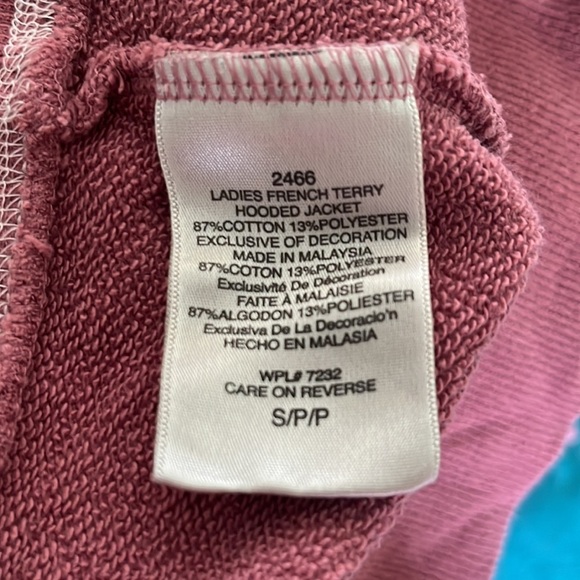 2466
LADIES FRENCH TERRY
HOODED JACKET
87%COTTON 13%POLYESTER
EXCLUSIVE OF DECORATION
MADE IN MALAYSIA
87%COTON 13%POLYESTER
Exclusivité De Décoration
FAITE À MALAISIE
87%ALGODON 13%POLIESTER
Exclusiva De La Decoracio'n
HECHO EN MALASIA
WPL# 7232
CARE ON REVERSE
S/P/P